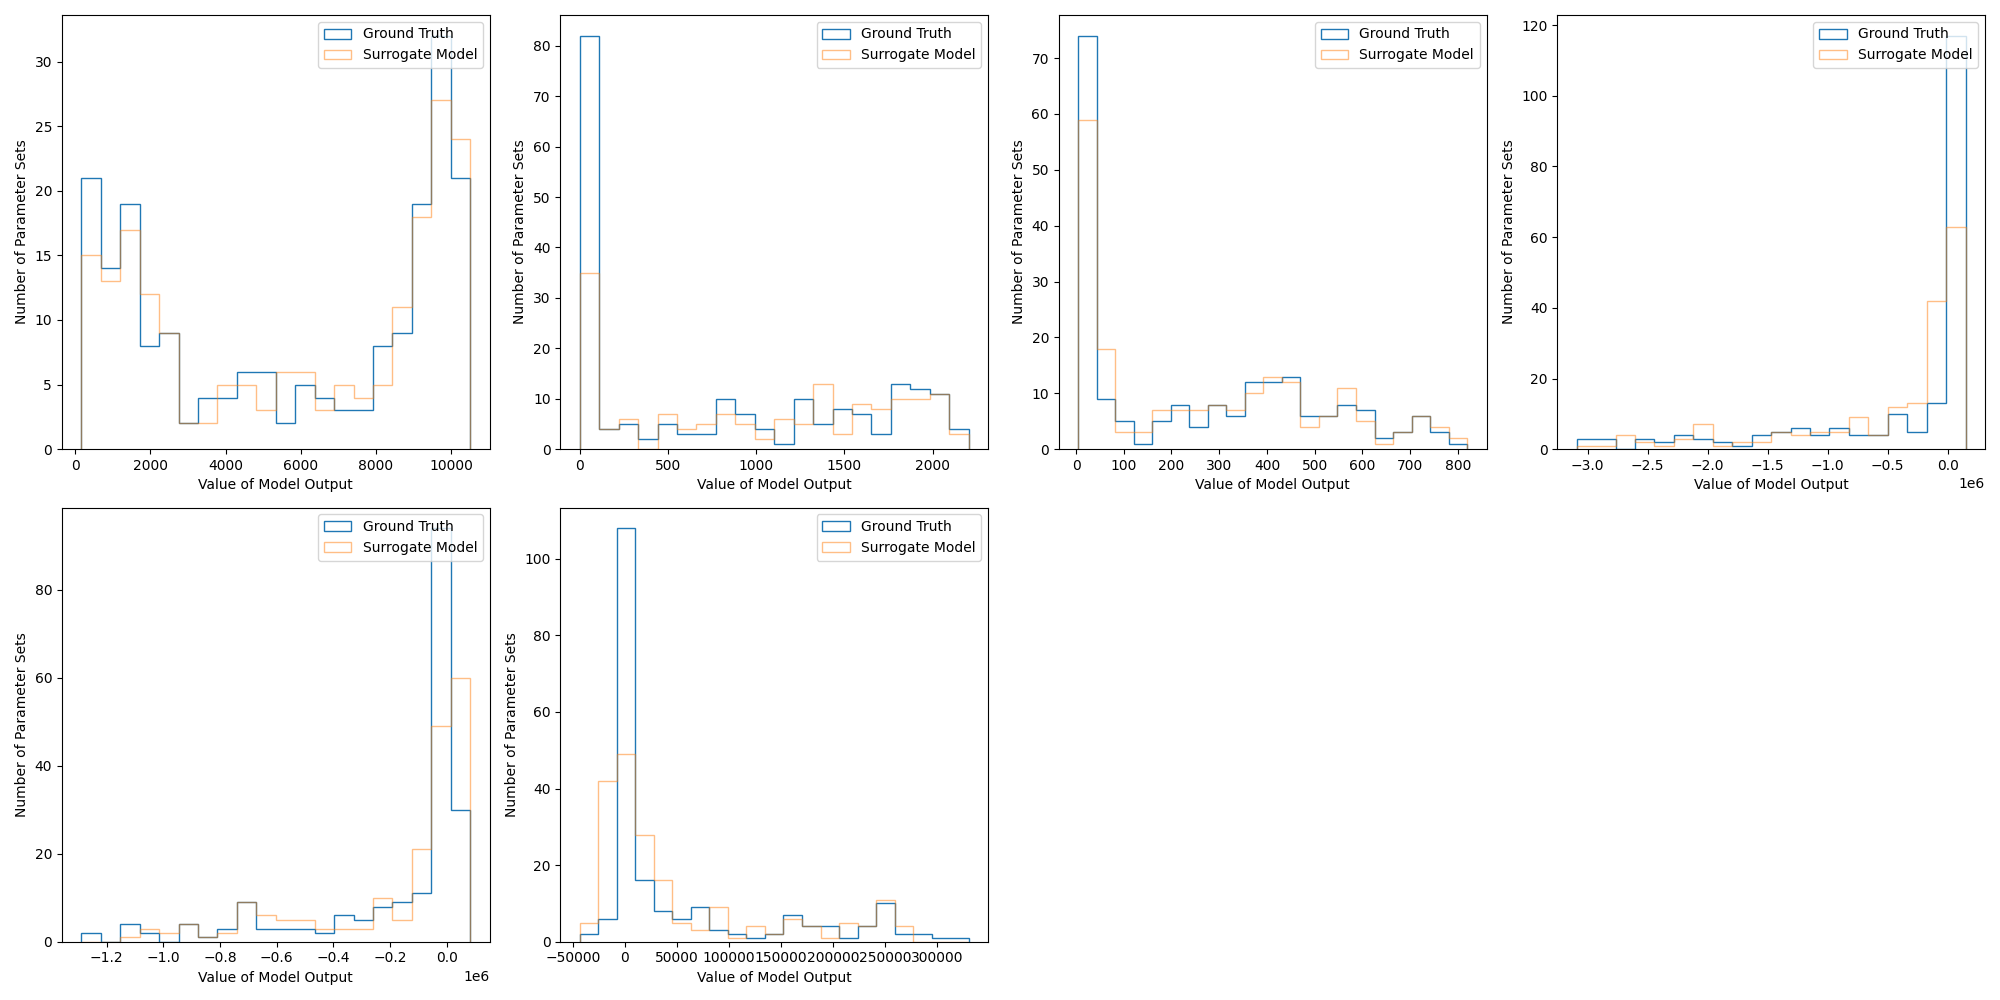 Ground Truth
Surrogate Model
30
25
20
15
10
5
0
0 2000 4000 6000 8000 10000
Number of Parameter Sets
Value of Model Output
Ground Truth
Surrogate Model
80
70
60
50
40
30
20
10
0
0 500 1000 1500 2000
Number of Parameter Sets
Value of Model Output
Ground Truth
Surrogate Model
70
60
50
40
30
20
10
0
0 100 200 300 400 500 600 700 800
Number of Parameter Sets
Value of Model Output
Ground Truth
Surrogate Model
120
100
80
60
40
20
0
−3.0 −2.5 −2.0 −1.5 −1.0 −0.5 0.0
1e6
Number of Parameter Sets
Value of Model Output
Ground Truth
Surrogate Model
80
60
40
20
0
−1.2 −1.0 −0.8 −0.6 −0.4 −0.2 0.0
1e6
Number of Parameter Sets
Value of Model Output
Ground Truth
Surrogate Model
100
80
60
40
20
0
−50000 0 50000 100000 150000 200000 250000 300000
Number of Parameter Sets
Value of Model Output